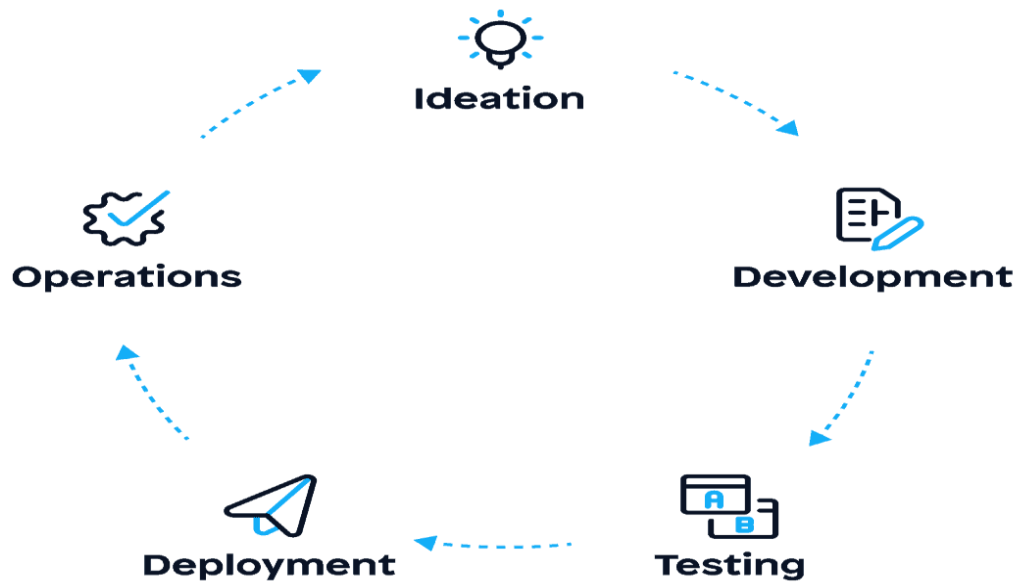 Ideation
Operations
Development
A
B
Deployment
Testing